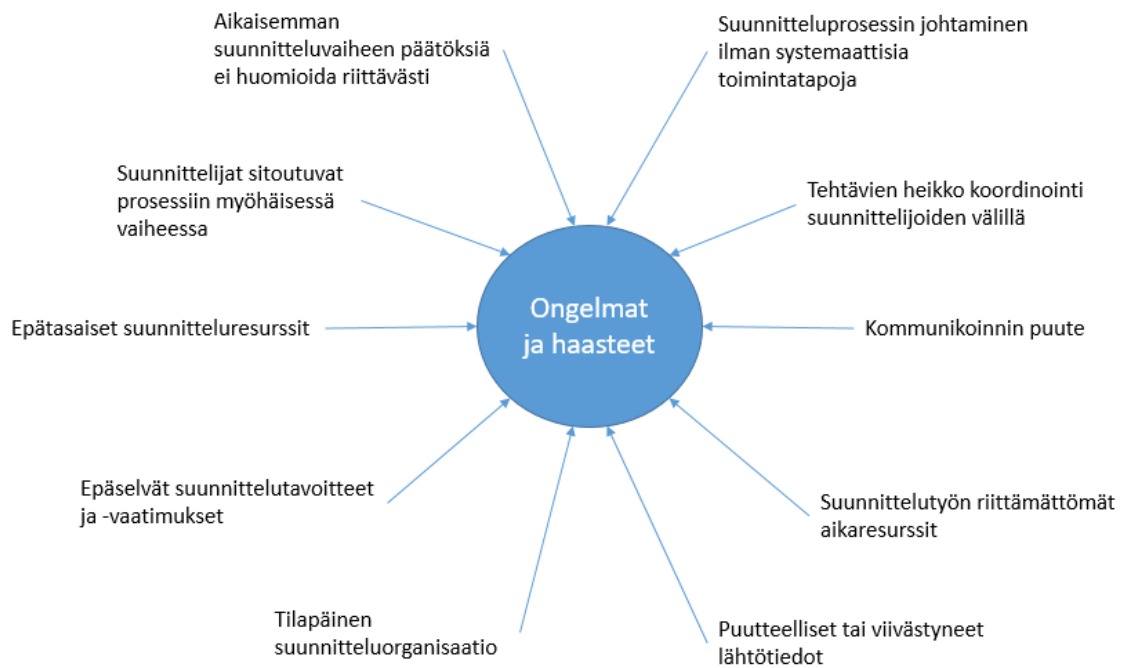 Aikaisemman
suunnitteluvaiheen päätöksiä
ei huomioida riittävästi
Suunnitteluprosessin johtaminen
ilman systemaattisia
toimintatapoja
Suunnittelijat sitoutuvat
prosessiin myöhäisessä
vaiheessa
Tehtävien heikko koordinointi
suunnittelijoiden välillä
Epätasaiset suunnitteluresurssit
Ongelmat
ja haasteet
Kommunikoinnin puute
Epäselvät suunnittelutavoitteet
ja -vaatimukset
Suunnittelutyön riittämättömät
aikaresurssit
Tilapäinen
suunnitteluorganisaatio
Puutteelliset tai viivästyneet
lähtötiedot